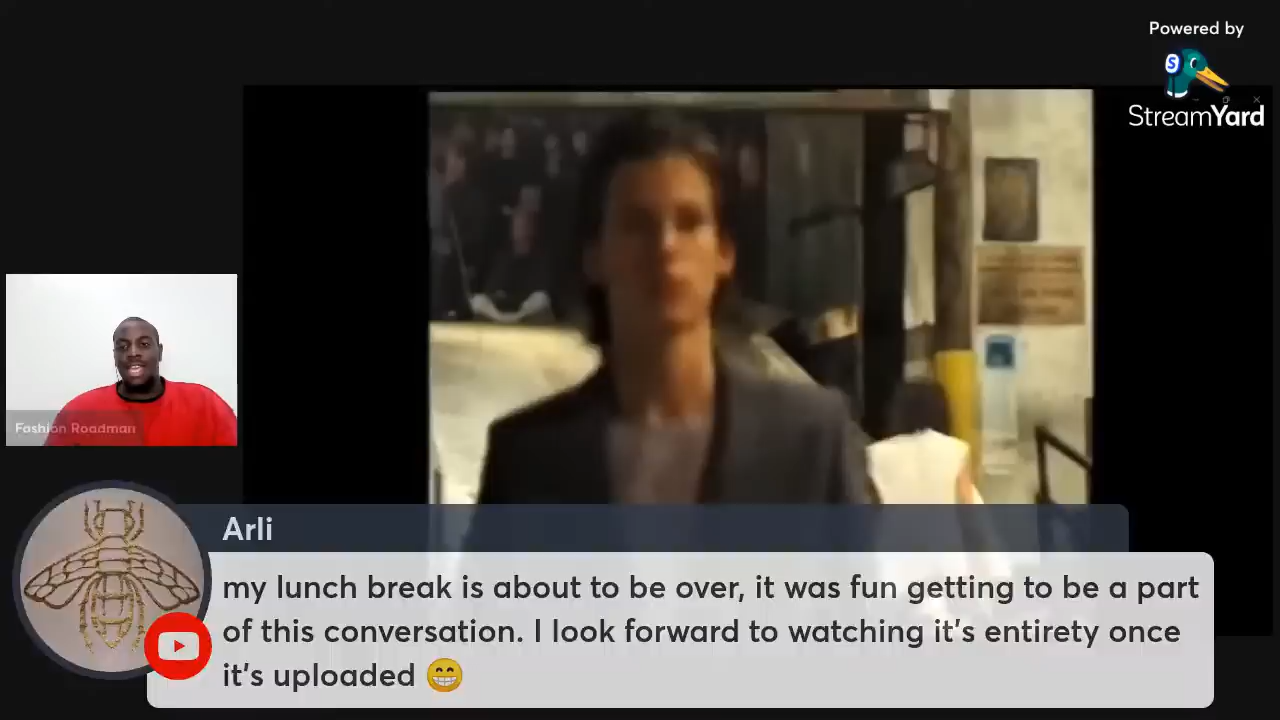 Powered by
S
StreamYard
Fashion Roadman
Arli
my lunch break is about to be over, it was fun getting to be a part
of this conversation. I look forward to watching it's entirety once
it's uploaded 😁